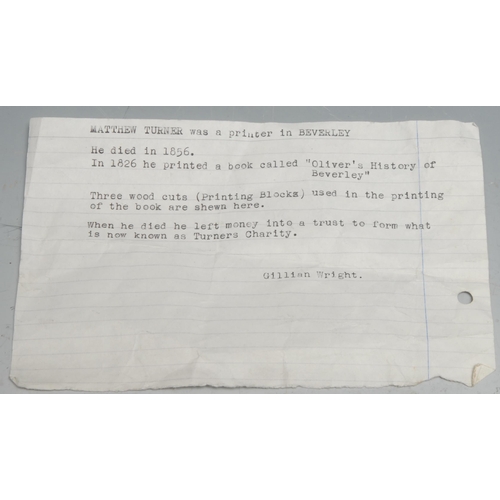 MATTHEW TURNER was a printer in BEVERLEY
He died in 1856.
In 1826 he printed a book called "Oliver's History of
Beverley"
Three wood cuts (Printing Blocks) used in the printing
of the book are shewn here.
When he died he left money into a trust to form what
is now known as Turners Charity.
Gillian Wright.